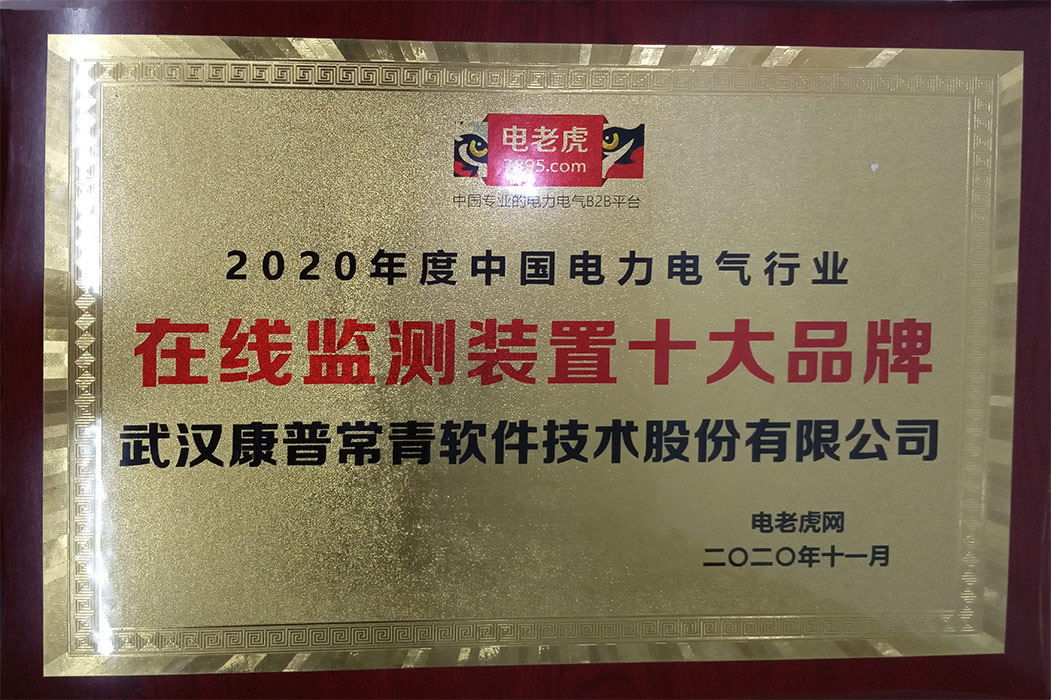 电老虎
7895.com
中国专业的电力电气B2B平台
2020年度中国电力电气行业
在线监测装置十大品牌
武汉康普常青软件技术股份有限公司
电老虎网
二〇二〇年十一月